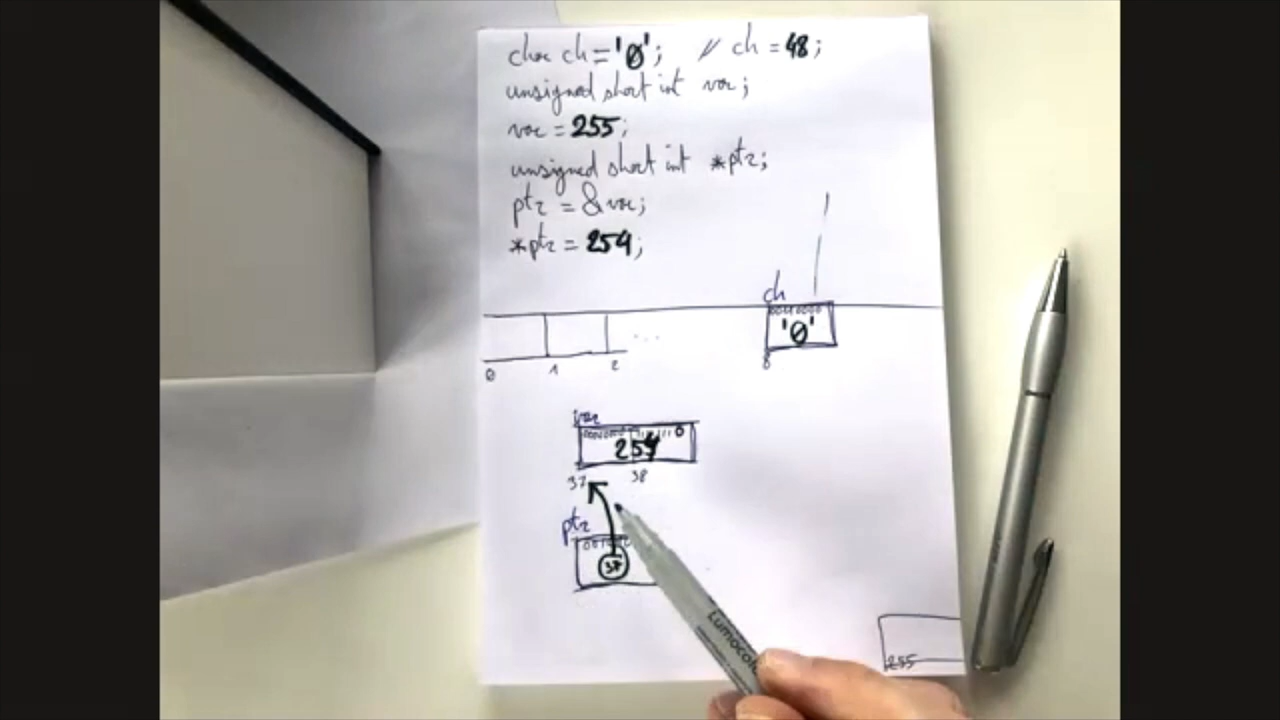 char ch = '0'; // ch = 48;
unsigned short int var;
var = 255;
unsigned short int *ptr;
ptr = &var;
*ptr = 254;
ch
'0'
...
0 1 2 8
var
254
37 38
ptr
37
Lumocolor
255